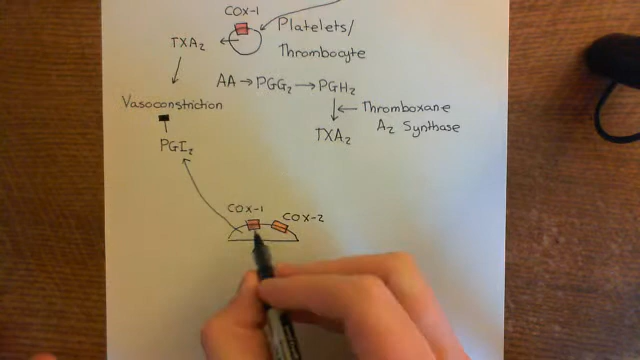 COX-1
Platelets/
Thrombocyte
TXA2
AA → PGG2 → PGH2
Vasoconstriction
Thromboxane
A2 Synthase
TXA2
PGI2
COX-1
COX-2